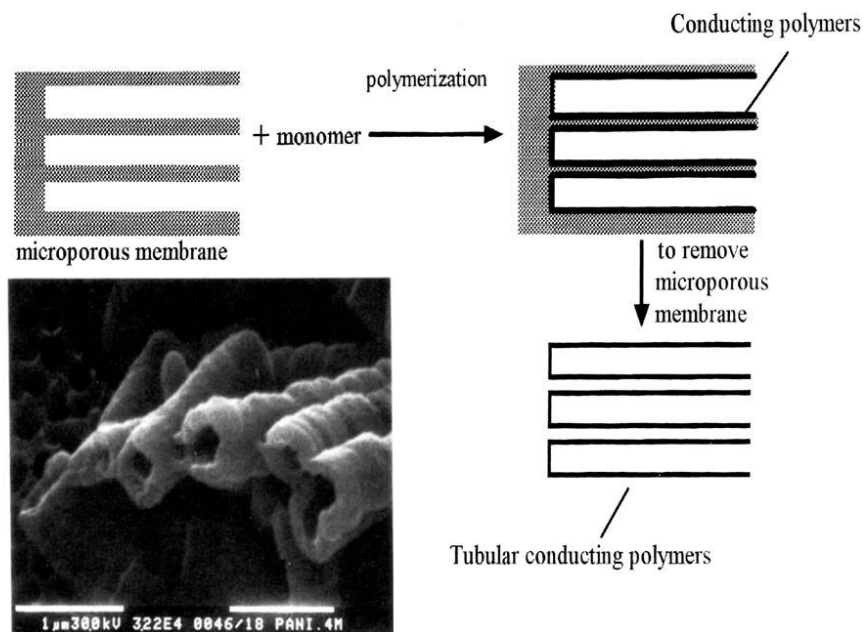 Conducting polymers
polymerization
+ monomer
microporous membrane
to remove
microporous
membrane
1µm300kV 322E4 0046/18 PANI.4M
Tubular conducting polymers